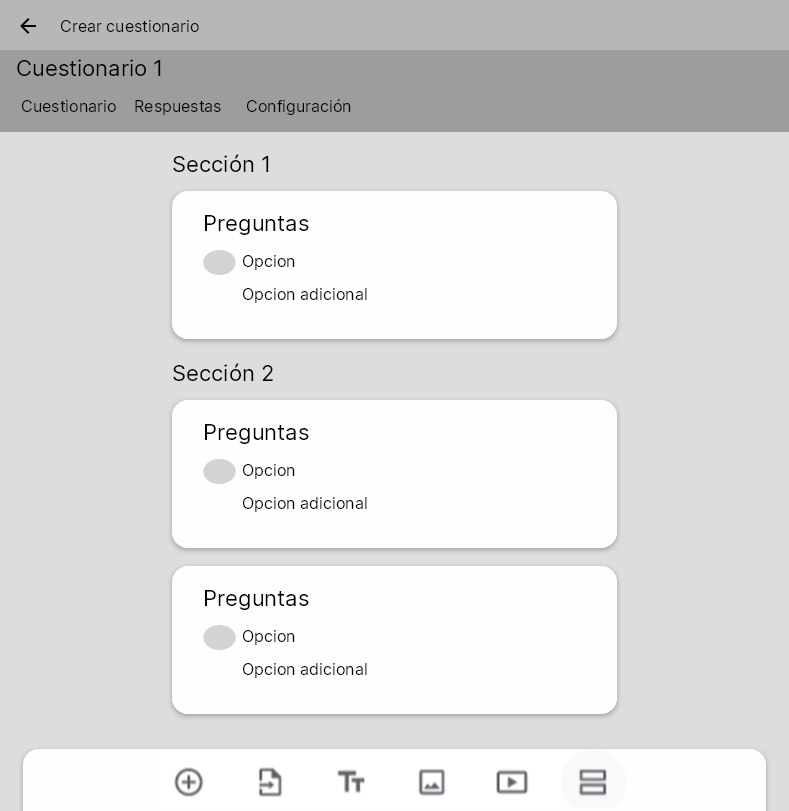 Crear cuestionario
Cuestionario 1
Cuestionario Respuestas Configuración
Sección 1
Preguntas
Opcion
Opcion adicional
Sección 2
Preguntas
Opcion
Opcion adicional
Preguntas
Opcion
Opcion adicional
Tt